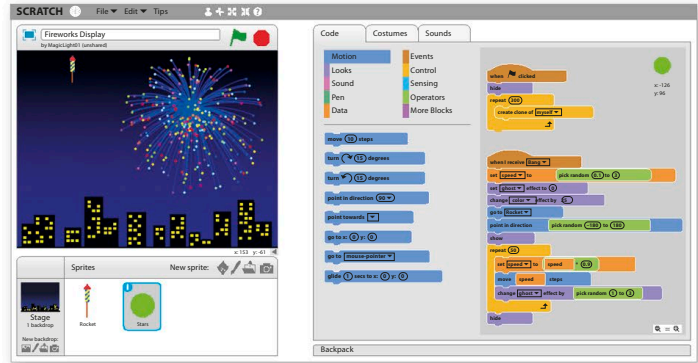 SCRATCH File Edit Tips
Fireworks Display
by MagicLight01 (unshared)
x: 153 y: -61
Sprites New sprite:
Stage
1 backdrop
New backdrop:
Rocket
Stars
Code Costumes Sounds
Motion Events
Looks Control
Sound Sensing
Pen Operators
Data More Blocks
move 10 steps
turn 15 degrees
turn 15 degrees
point in direction 90
point towards
go to x: 0 y: 0
go to mouse-pointer
glide 1 secs to x: 0 y: 0
when clicked
hide
repeat 300
create clone of myself
x: -126
y: 96
when I receive Bang
set speed to pick random 0.1 to 3
set ghost effect to 0
change color effect by 25
go to Rocket
point in direction pick random -180 to 180
show
repeat 50
set speed to speed * 0.9
move speed steps
change ghost effect by pick random 1 to 3
hide
Backpack